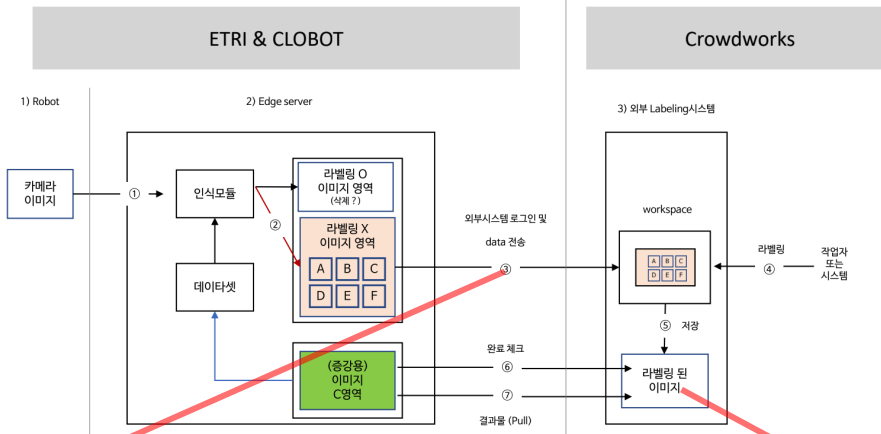 ETRI & CLOBOT
Crowdworks
1) Robot
2) Edge server
3) 외부 Labeling시스템
카메라
이미지
①
인식모듈
라벨링 O
이미지 영역
(삭제 ?)
②
라벨링 X
이미지 영역
A B C
D E F
데이타셋
외부시스템 로그인 및
data 전송
③
workspace
A B C
D E F
라벨링
④
작업자
또는
시스템
⑤ 저장
(증강용)
이미지
C영역
완료 체크
⑥
⑦
결과물 (Pull)
라벨링 된
이미지